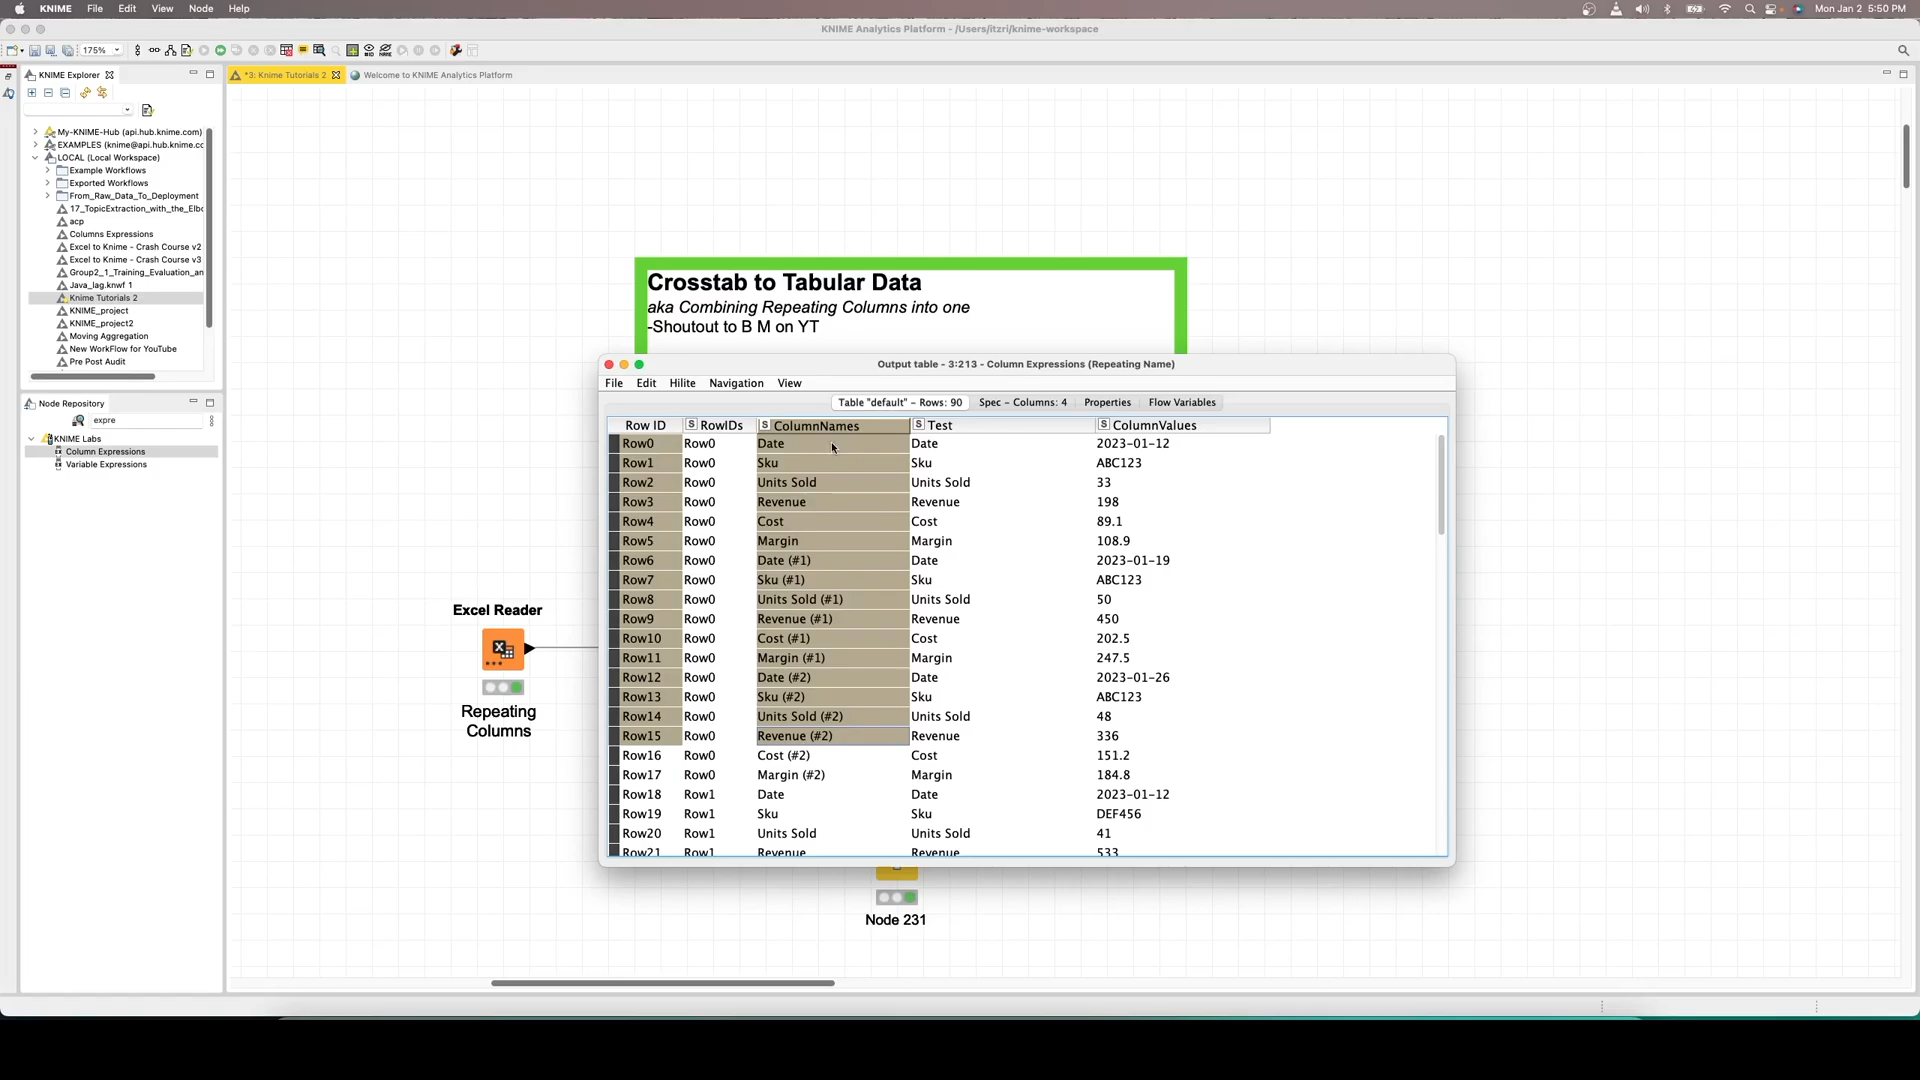 KNIME File Edit View Node Help Mon Jan 2 5:50 PM
KNIME Analytics Platform - /Users/itzri/knime-workspace
175%
KNIME Explorer
*3: Knime Tutorials 2 Welcome to KNIME Analytics Platform
My-KNIME-Hub (api.hub.knime.com)
EXAMPLES (knime@api.hub.knime.cc
LOCAL (Local Workspace)
Example Workflows
Exported Workflows
From_Raw_Data_To_Deployment
17_TopicExtraction_with_the_Elbc
acp
Columns Expressions
Excel to Knime - Crash Course v2
Excel to Knime - Crash Course v3
Group2_1_Training_Evaluation_an
Java_lag.knwf 1
Knime Tutorials 2
KNIME_project
KNIME_project2
Moving Aggregation
New WorkFlow for YouTube
Pre Post Audit
Node Repository
expre
KNIME Labs
Column Expressions
Variable Expressions
Crosstab to Tabular Data
aka Combining Repeating Columns into one
-Shoutout to B M on YT
Excel Reader
Repeating
Columns
Output table - 3:213 - Column Expressions (Repeating Name)
File Edit Hilite Navigation View
Table "default" - Rows: 90 Spec - Columns: 4 Properties Flow Variables
Row ID S RowIDs S ColumnNames S Test S ColumnValues
Row0 Row0 Date Date 2023-01-12
Row1 Row0 Sku Sku ABC123
Row2 Row0 Units Sold Units Sold 33
Row3 Row0 Revenue Revenue 198
Row4 Row0 Cost Cost 89.1
Row5 Row0 Margin Margin 108.9
Row6 Row0 Date (#1) Date 2023-01-19
Row7 Row0 Sku (#1) Sku ABC123
Row8 Row0 Units Sold (#1) Units Sold 50
Row9 Row0 Revenue (#1) Revenue 450
Row10 Row0 Cost (#1) Cost 202.5
Row11 Row0 Margin (#1) Margin 247.5
Row12 Row0 Date (#2) Date 2023-01-26
Row13 Row0 Sku (#2) Sku ABC123
Row14 Row0 Units Sold (#2) Units Sold 48
Row15 Row0 Revenue (#2) Revenue 336
Row16 Row0 Cost (#2) Cost 151.2
Row17 Row0 Margin (#2) Margin 184.8
Row18 Row1 Date Date 2023-01-12
Row19 Row1 Sku Sku DEF456
Row20 Row1 Units Sold Units Sold 41
Row21 Row1 Revenue Revenue 533
Node 231